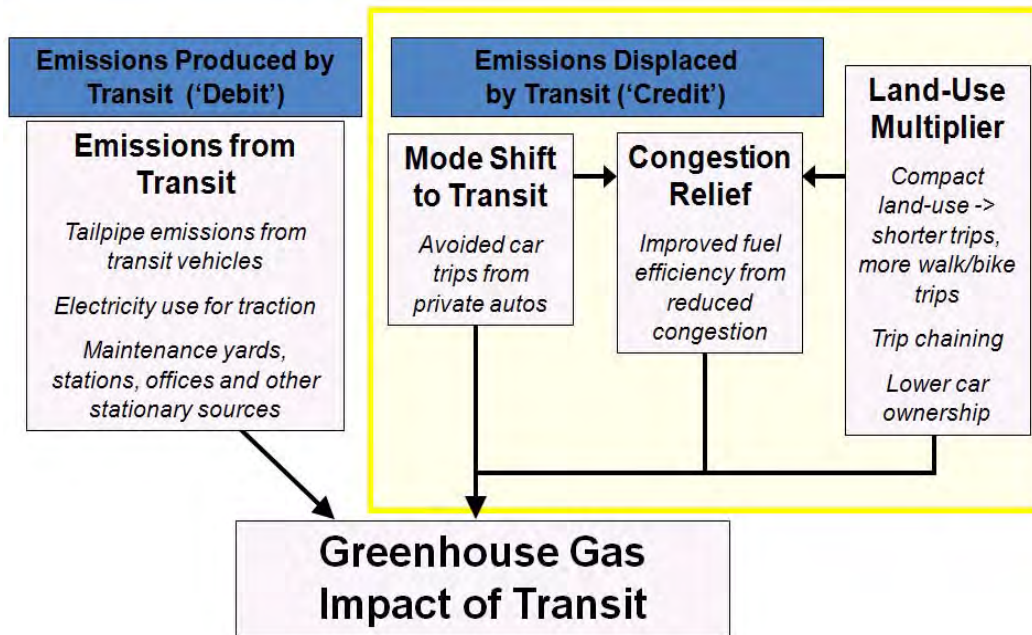 Emissions Produced by
Transit (‘Debit’)
Emissions from
Transit
Tailpipe emissions from
transit vehicles
Electricity use for traction
Maintenance yards,
stations, offices and other
stationary sources
Emissions Displaced
by Transit (‘Credit’)
Mode Shift
to Transit
Avoided car
trips from
private autos
Congestion
Relief
Improved fuel
efficiency from
reduced
congestion
Land-Use
Multiplier
Compact
land-use ->
shorter trips,
more walk/bike
trips
Trip chaining
Lower car
ownership
Greenhouse Gas
Impact of Transit